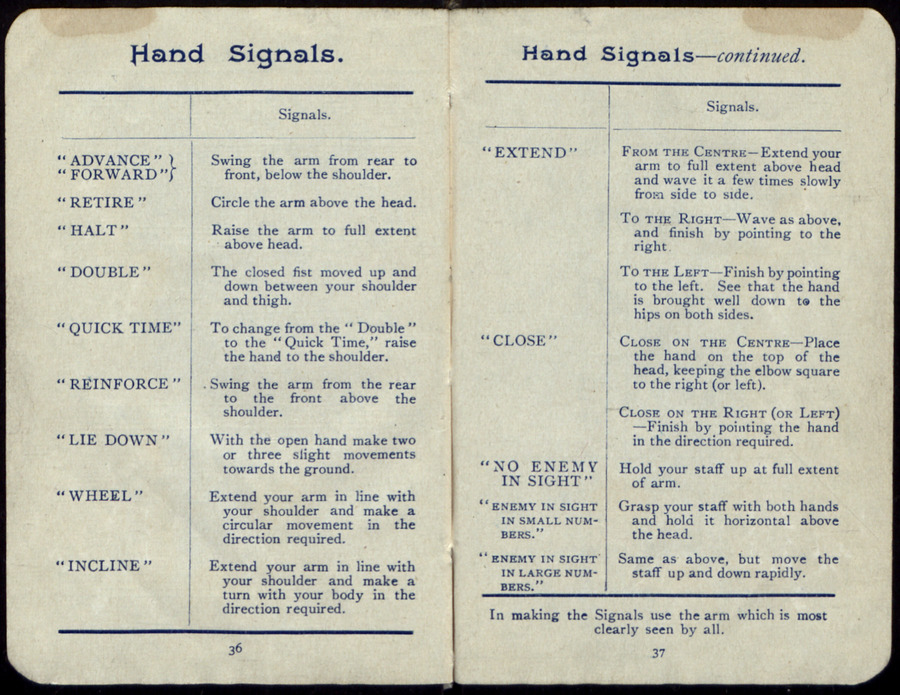 Hand Signals.
Signals.
"ADVANCE" }
"FORWARD" }
Swing the arm from rear to
front, below the shoulder.
"RETIRE"
Circle the arm above the head.
"HALT"
Raise the arm to full extent
above head.
"DOUBLE"
The closed fist moved up and
down between your shoulder
and thigh.
"QUICK TIME"
To change from the "Double"
to the "Quick Time," raise
the hand to the shoulder.
"REINFORCE"
Swing the arm from the rear
to the front above the
shoulder.
"LIE DOWN"
With the open hand make two
or three slight movements
towards the ground.
"WHEEL"
Extend your arm in line with
your shoulder and make a
circular movement in the
direction required.
"INCLINE"
Extend your arm in line with
your shoulder and make a
turn with your body in the
direction required.
36
Hand Signals—continued.
Signals.
"EXTEND"
FROM THE CENTRE—Extend your
arm to full extent above head
and wave it a few times slowly
from side to side.
TO THE RIGHT—Wave as above,
and finish by pointing to the
right.
TO THE LEFT—Finish by pointing
to the left. See that the hand
is brought well down to the
hips on both sides.
"CLOSE"
CLOSE ON THE CENTRE—Place
the hand on the top of the
head, keeping the elbow square
to the right (or left).
CLOSE ON THE RIGHT (OR LEFT)
—Finish by pointing the hand
in the direction required.
"NO ENEMY
IN SIGHT"
Hold your staff up at full extent
of arm.
"ENEMY IN SIGHT
IN SMALL NUM-
BERS."
Grasp your staff with both hands
and hold it horizontal above
the head.
"ENEMY IN SIGHT
IN LARGE NUM-
BERS."
Same as above, but move the
staff up and down rapidly.
In making the Signals use the arm which is most
clearly seen by all.
37